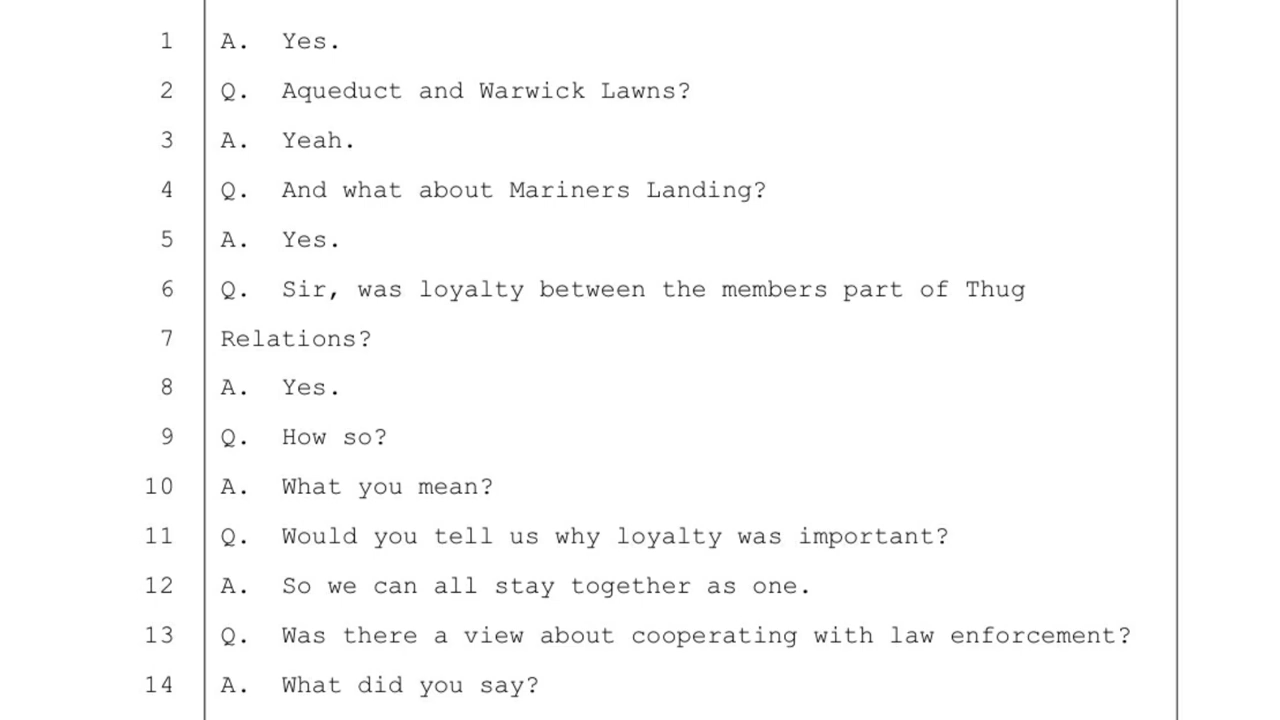 1 A. Yes.
2 Q. Aqueduct and Warwick Lawns?
3 A. Yeah.
4 Q. And what about Mariners Landing?
5 A. Yes.
6 Q. Sir, was loyalty between the members part of Thug
7 Relations?
8 A. Yes.
9 Q. How so?
10 A. What you mean?
11 Q. Would you tell us why loyalty was important?
12 A. So we can all stay together as one.
13 Q. Was there a view about cooperating with law enforcement?
14 A. What did you say?